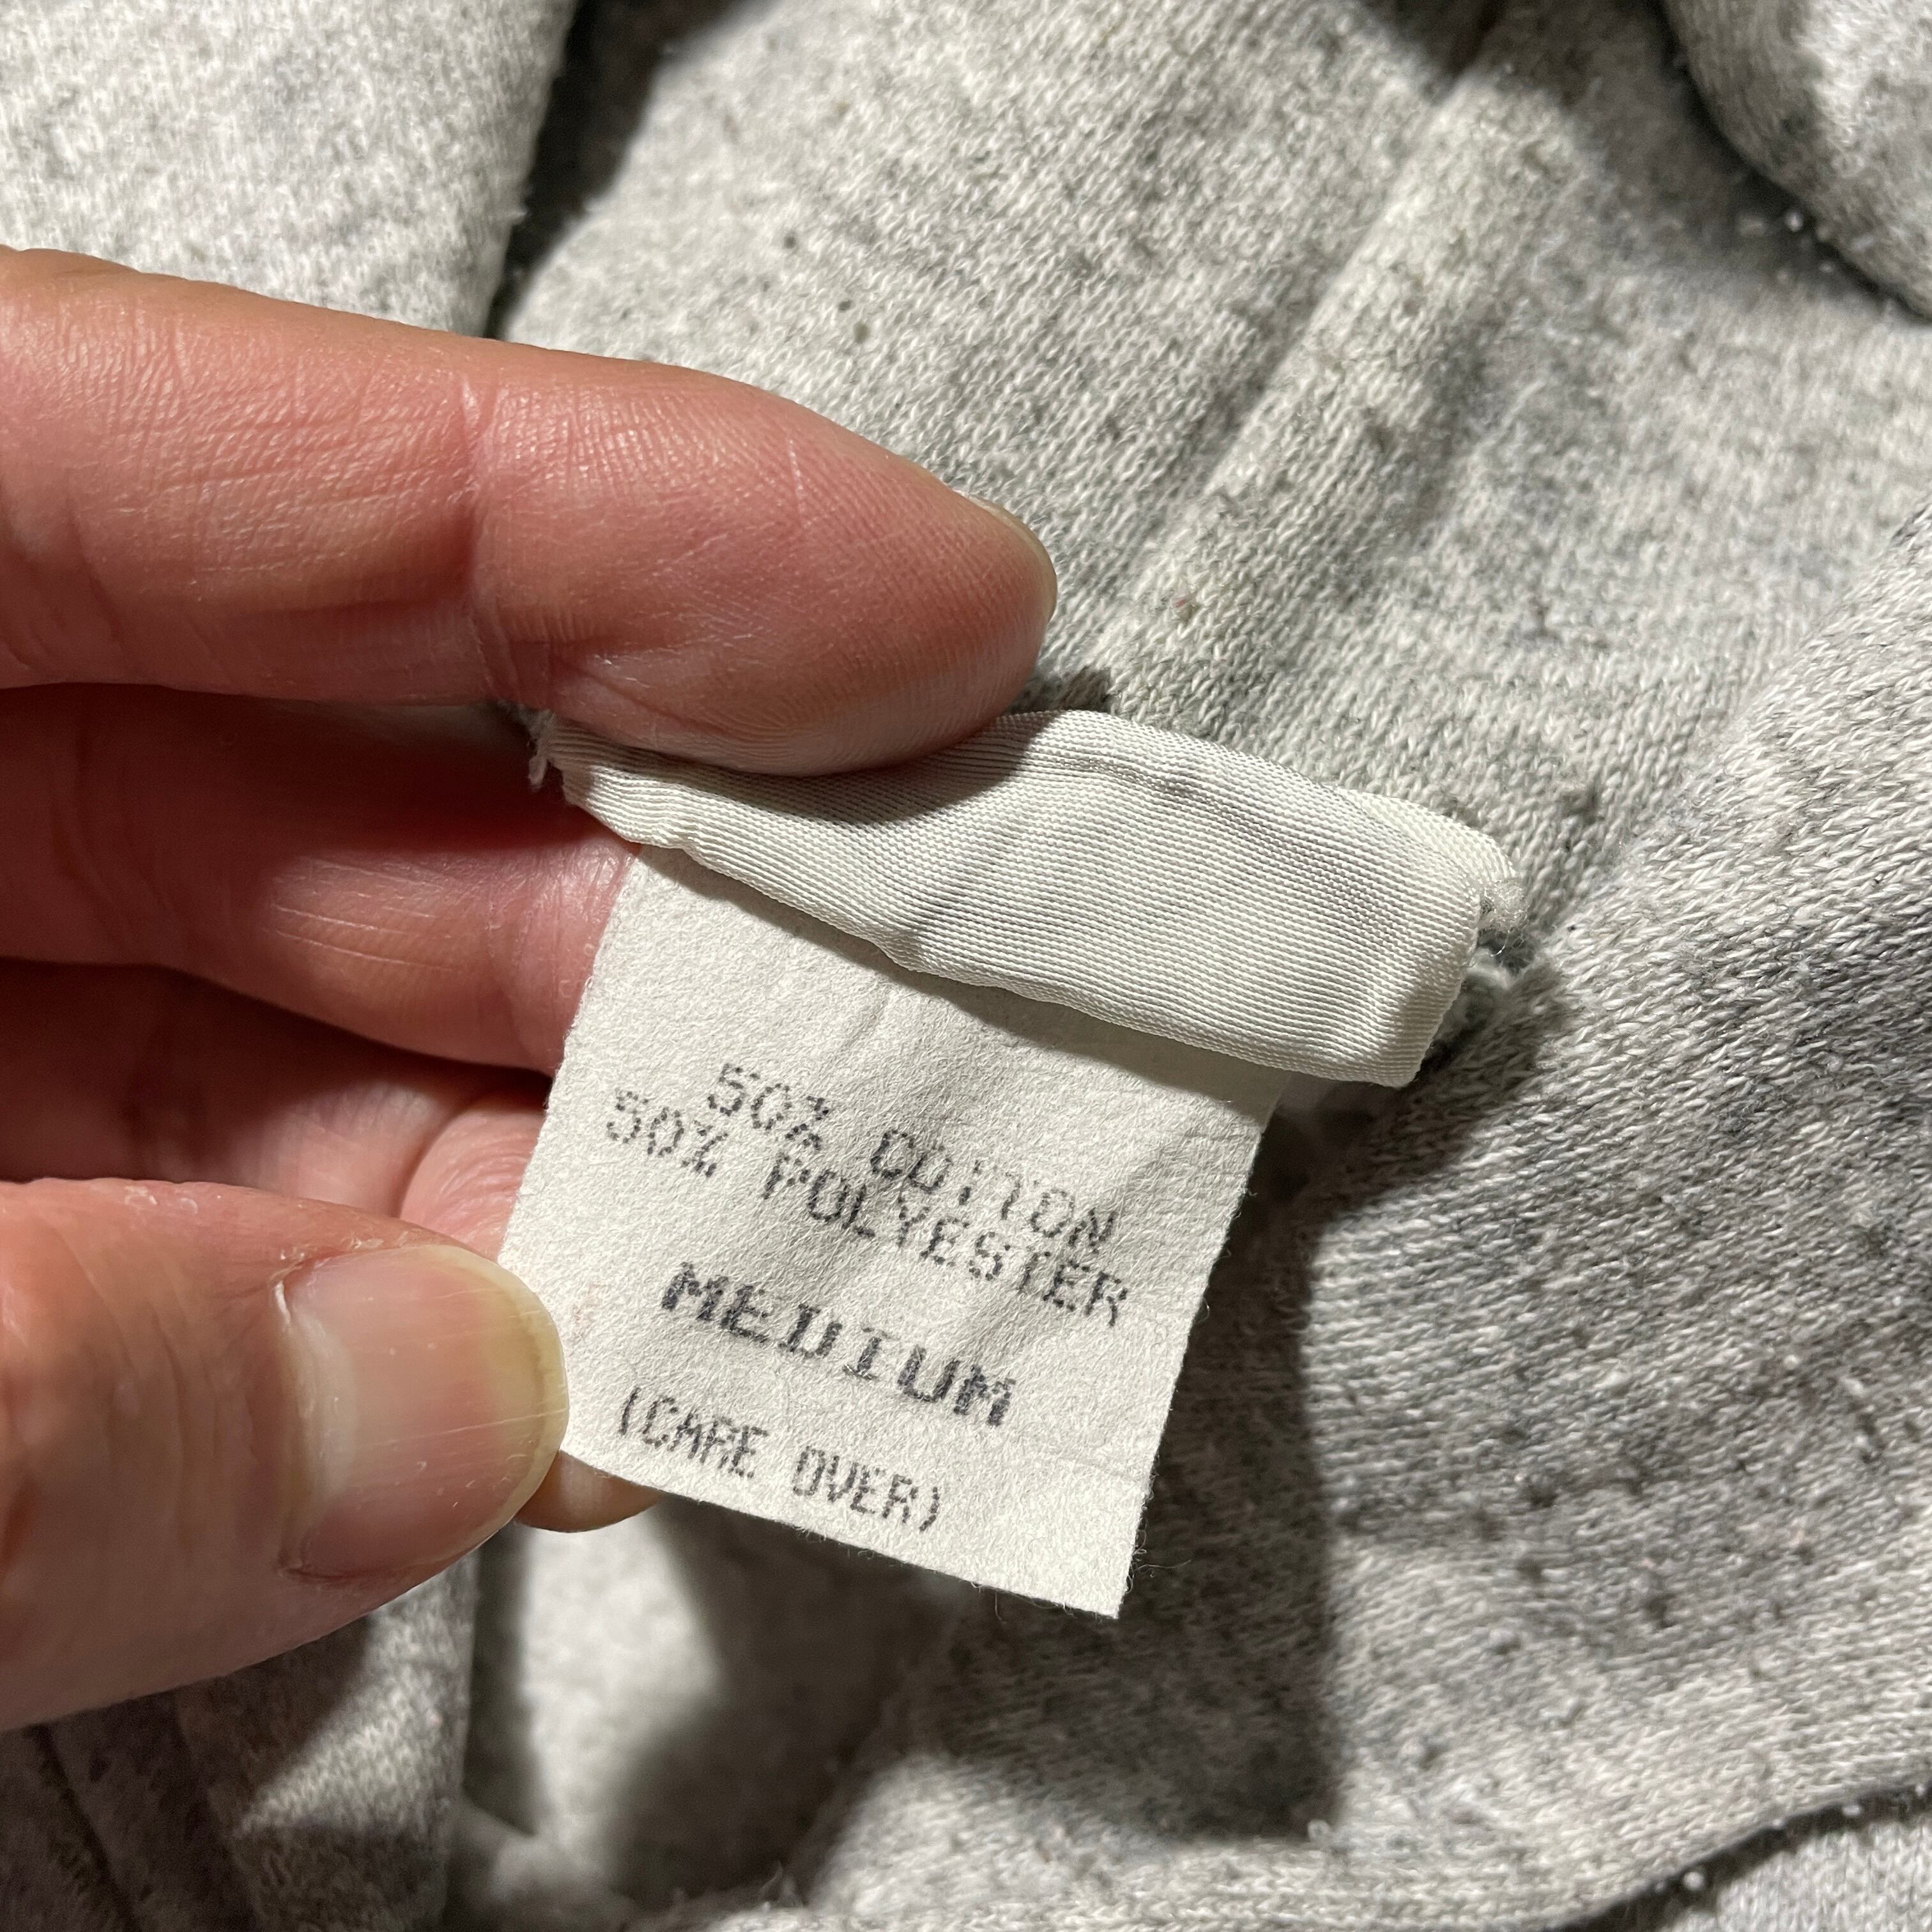 50% COTTON
50% POLYESTER
MEDIUM
(CARE OVER)